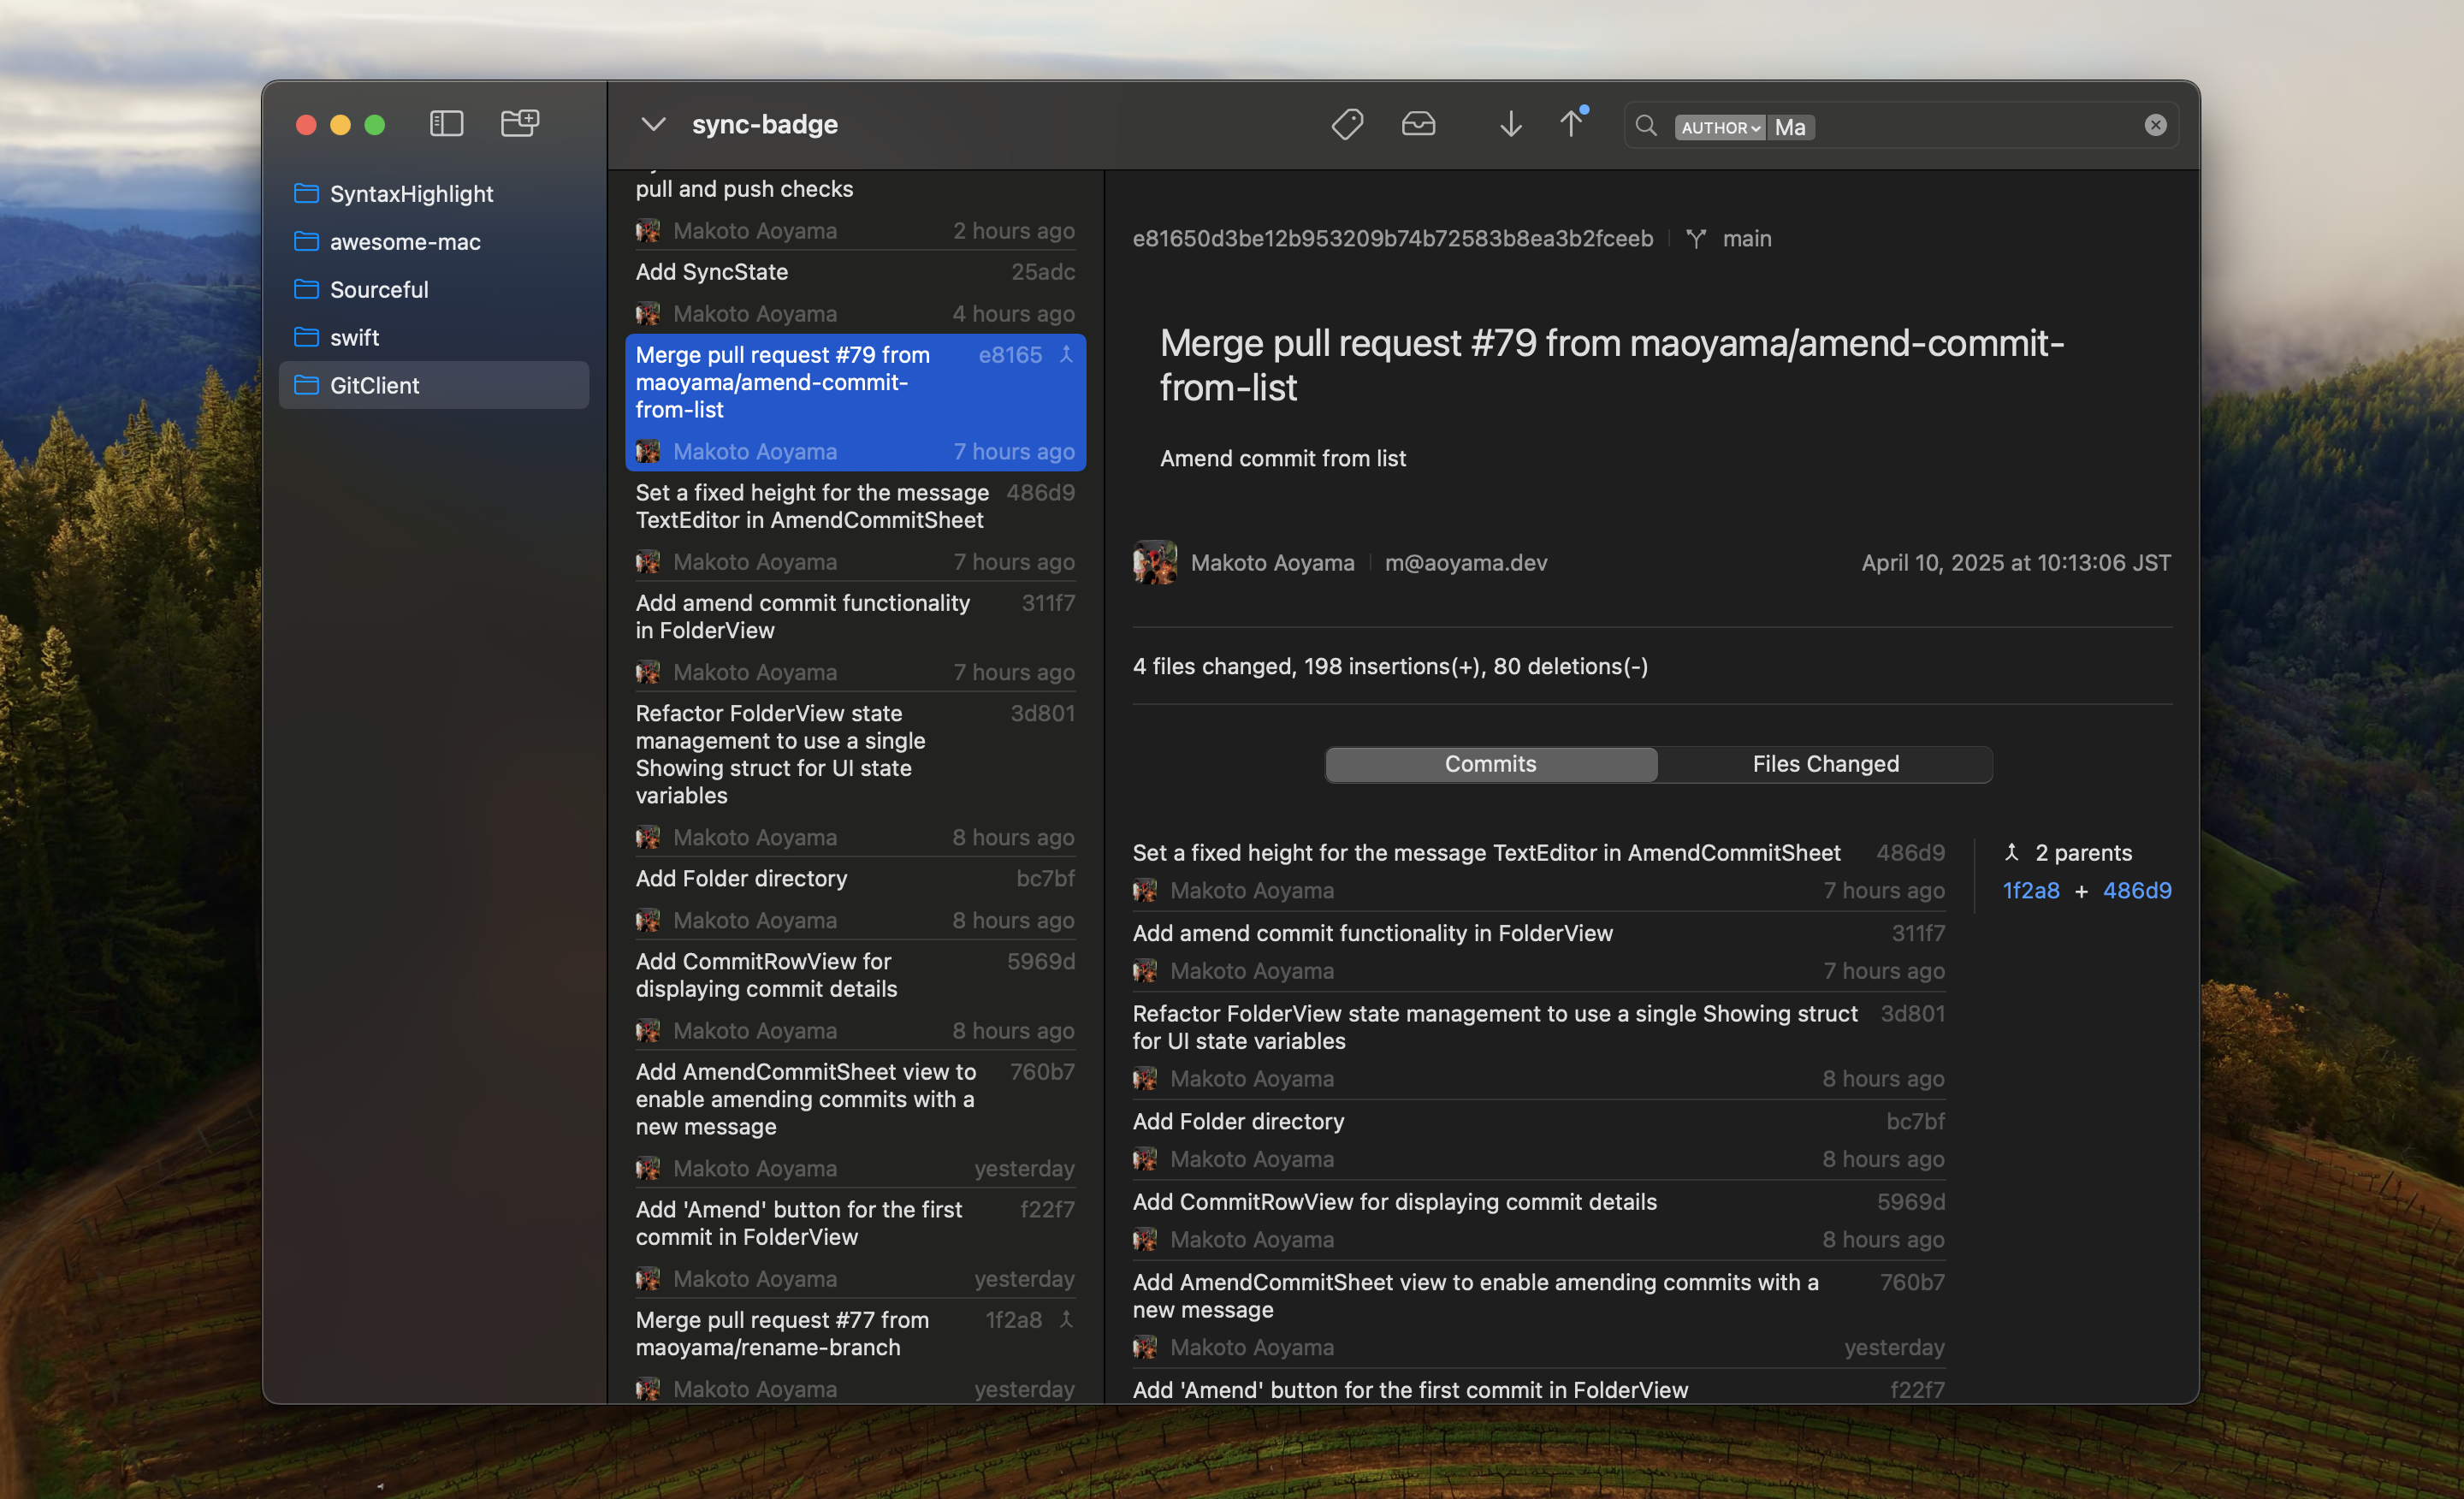 sync-badge
AUTHOR Ma
SyntaxHighlight
awesome-mac
Sourceful
swift
GitClient
pull and push checks
Makoto Aoyama 2 hours ago
Add SyncState 25adc
Makoto Aoyama 4 hours ago
Merge pull request #79 from e8165
maoyama/amend-commit-
from-list
Makoto Aoyama 7 hours ago
Set a fixed height for the message 486d9
TextEditor in AmendCommitSheet
Makoto Aoyama 7 hours ago
Add amend commit functionality 311f7
in FolderView
Makoto Aoyama 7 hours ago
Refactor FolderView state 3d801
management to use a single
Showing struct for UI state
variables
Makoto Aoyama 8 hours ago
Add Folder directory bc7bf
Makoto Aoyama 8 hours ago
Add CommitRowView for 5969d
displaying commit details
Makoto Aoyama 8 hours ago
Add AmendCommitSheet view to 760b7
enable amending commits with a
new message
Makoto Aoyama yesterday
Add 'Amend' button for the first f22f7
commit in FolderView
Makoto Aoyama yesterday
Merge pull request #77 from 1f2a8
maoyama/rename-branch
Makoto Aoyama yesterday
e81650d3be12b953209b74b72583b8ea3b2fceeb main
Merge pull request #79 from maoyama/amend-commit-
from-list
Amend commit from list
Makoto Aoyama m@aoyama.dev April 10, 2025 at 10:13:06 JST
4 files changed, 198 insertions(+), 80 deletions(-)
Commits Files Changed
Set a fixed height for the message TextEditor in AmendCommitSheet 486d9
Makoto Aoyama 7 hours ago
2 parents
1f2a8 + 486d9
Add amend commit functionality in FolderView 311f7
Makoto Aoyama 7 hours ago
Refactor FolderView state management to use a single Showing struct 3d801
for UI state variables
Makoto Aoyama 8 hours ago
Add Folder directory bc7bf
Makoto Aoyama 8 hours ago
Add CommitRowView for displaying commit details 5969d
Makoto Aoyama 8 hours ago
Add AmendCommitSheet view to enable amending commits with a 760b7
new message
Makoto Aoyama yesterday
Add 'Amend' button for the first commit in FolderView f22f7